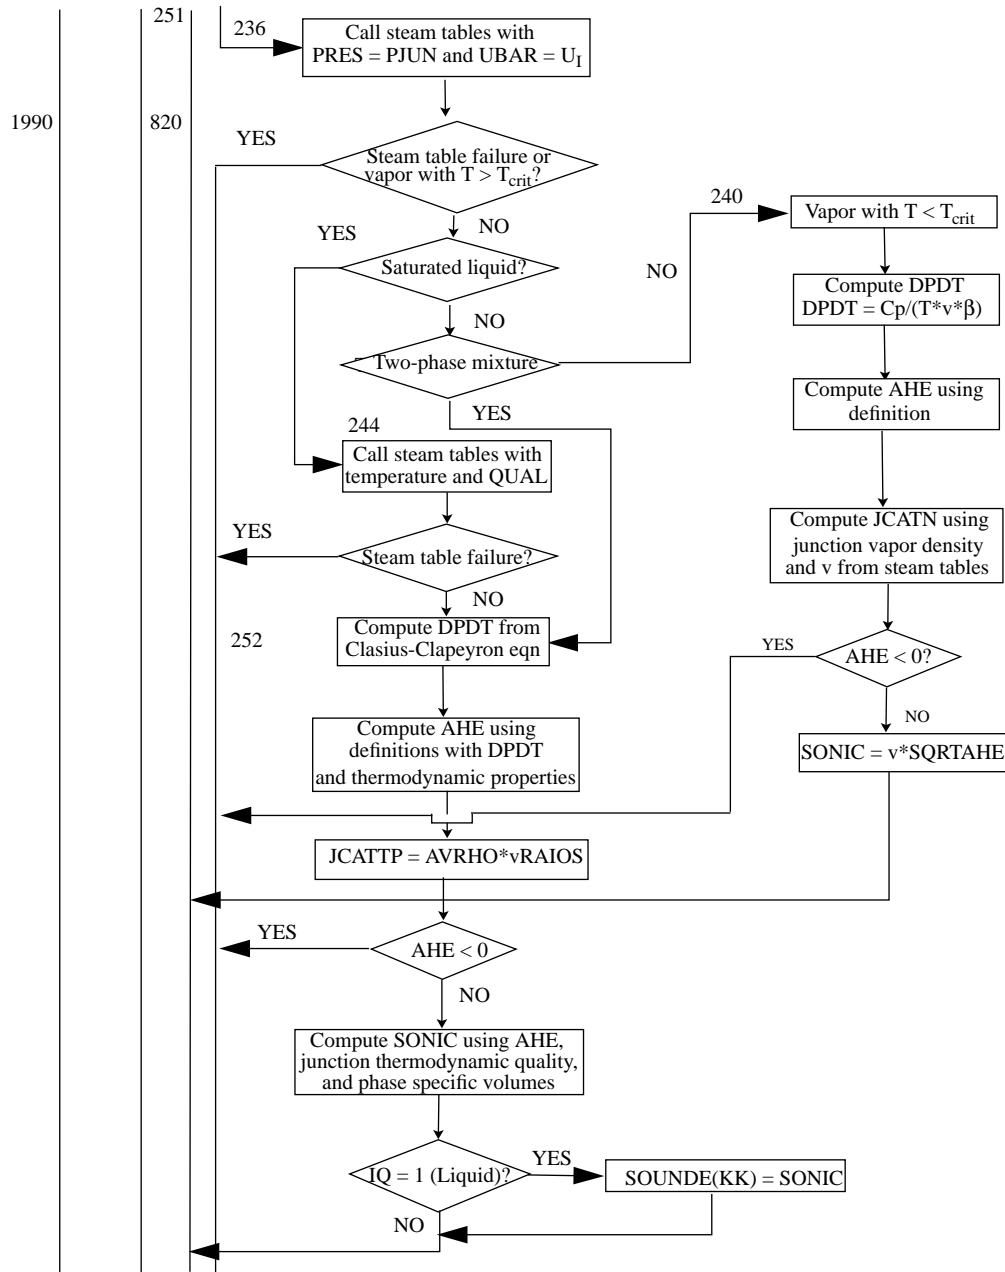 251
236
Call steam tables with
PRES = PJUN and UBAR = U_I
1990
820
YES
Steam table failure or
vapor with T > T_crit?
NO
240
Vapor with T < T_crit
YES
Saturated liquid?
NO
NO
Compute DPDT
DPDT = Cp/(T*v*β)
Two-phase mixture
YES
Compute AHE using
definition
244
Call steam tables with
temperature and QUAL
YES
Steam table failure?
NO
Compute JCATN using
junction vapor density
and v from steam tables
252
Compute DPDT from
Clasius-Clapeyron eqn
YES
AHE < 0?
NO
Compute AHE using
definitions with DPDT
and thermodynamic properties
SONIC = v*SQRTAHE
JCATTP = AVRHO*vRAIOS
YES
AHE < 0
NO
Compute SONIC using AHE,
junction thermodynamic quality,
and phase specific volumes
IQ = 1 (Liquid)?
YES
SOUNDE(KK) = SONIC
NO